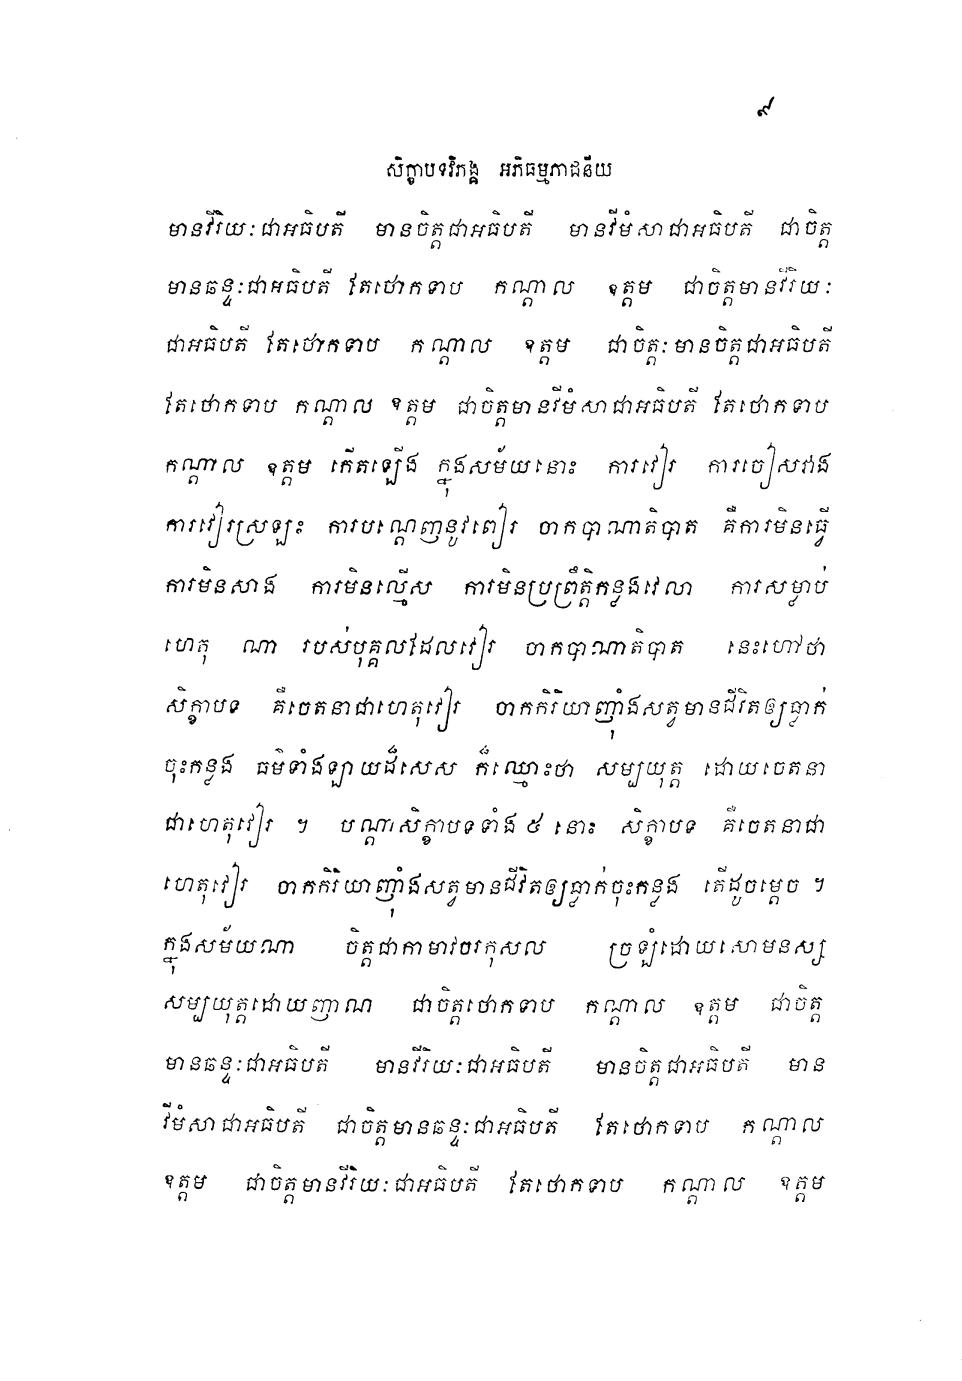 ៩
សិក្ខាបទវិភង្គ អភិធម្មភាជនីយ
មានវីរិយៈជាអធិបតី មានចិត្តជាអធិបតី មានវីមំសាជាអធិបតី ជាចិត្ត
មានឆន្ទៈជាអធិបតី តែថោកទាប កណ្តាល ឧត្តម ជាចិត្តមានវីរិយៈ
ជាអធិបតី តែថោកទាប កណ្តាល ឧត្តម ជាចិត្តៈមានចិត្តជាអធិបតី
តែថោកទាប កណ្តាល ឧត្តម ជាចិត្តមានវីមំសាជាអធិបតី តែថោកទាប
កណ្តាល ឧត្តម កើតឡើង ក្នុងសម័យនោះ ការវៀរ ការចៀសវាង
ការវៀរស្រឡះ ការបណ្តេញនូវពៀរ ចាកបាណាតិបាត គឺការមិនធ្វើ
ការមិនសាង ការមិនល្មើស ការមិនប្រព្រឹត្តិកន្លងវេលា ការសម្លាប់
ហេតុ ណា របស់បុគ្គលដែលវៀរ ចាកបាណាតិបាត នេះហៅថា
សិក្ខាបទ គឺចេតនាជាហេតុវៀរ ចាកកិរិយាញុំាងសត្វមានជីវិតឲ្យធ្លាក់
ចុះកន្លង ធម៌ទាំងឡាយដ៏សេស ក៏ឈ្មោះថា សម្បយុត្ត ដោយចេតនា
ជាហេតុវៀរ ។ បណ្តាសិក្ខាបទទាំង ៥ នោះ សិក្ខាបទ គឺចេតនាជា
ហេតុវៀរ ចាកកិរិយាញុំាងសត្វមានជីវិតឲ្យធ្លាក់ចុះកន្លង តើដូចម្តេច ។
ក្នុងសម័យណា ចិត្តជាកាមាវចរកុសល ច្រឡំដោយសោមនស្ស
សម្បយុត្តដោយញាណ ជាចិត្តថោកទាប កណ្តាល ឧត្តម ជាចិត្ត
មានឆន្ទៈជាអធិបតី មានវីរិយៈជាអធិបតី មានចិត្តជាអធិបតី មាន
វីមំសាជាអធិបតី ជាចិត្តមានឆន្ទៈជាអធិបតី តែថោកទាប កណ្តាល
ឧត្តម ជាចិត្តមានវីរិយៈជាអធិបតី តែថោកទាប កណ្តាល ឧត្តម